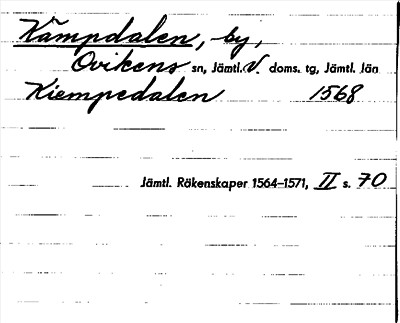 Kämpdalen, by,
Ovikens sn, Jämtl. V. doms. tg, Jämtl. län
Kiempedalen 1568
Jämtl. Räkenskaper 1564–1571, II s. 70